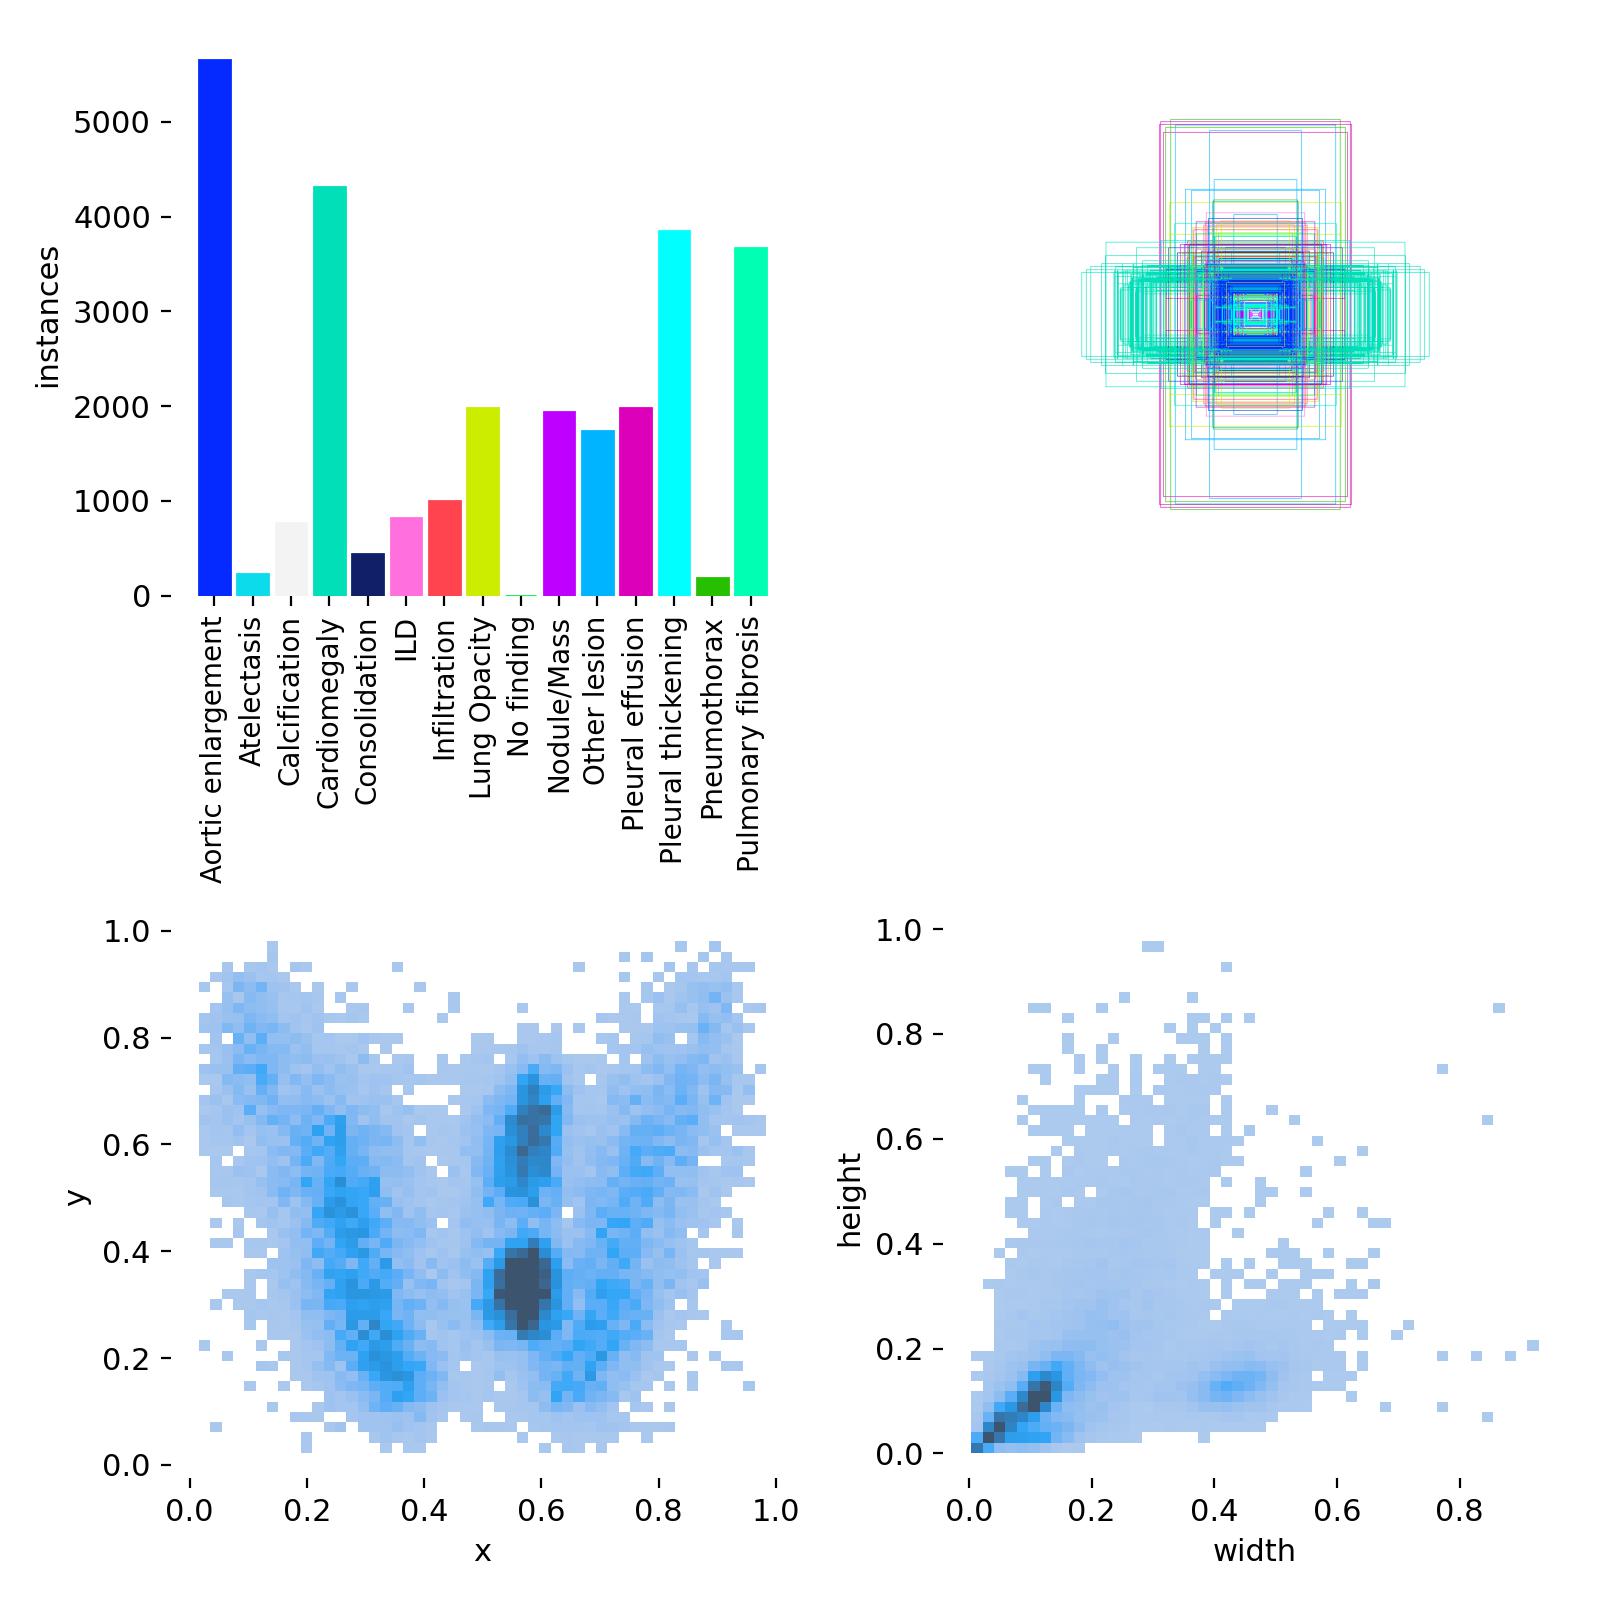 5000
4000
3000
2000
1000
0
instances
Aortic enlargement
Atelectasis
Calcification
Cardiomegaly
Consolidation
ILD
Infiltration
Lung Opacity
No finding
Nodule/Mass
Other lesion
Pleural effusion
Pleural thickening
Pneumothorax
Pulmonary fibrosis
1.0
0.8
0.6
0.4
0.2
0.0
y
0.0 0.2 0.4 0.6 0.8 1.0
x
1.0
0.8
0.6
0.4
0.2
0.0
height
0.0 0.2 0.4 0.6 0.8
width